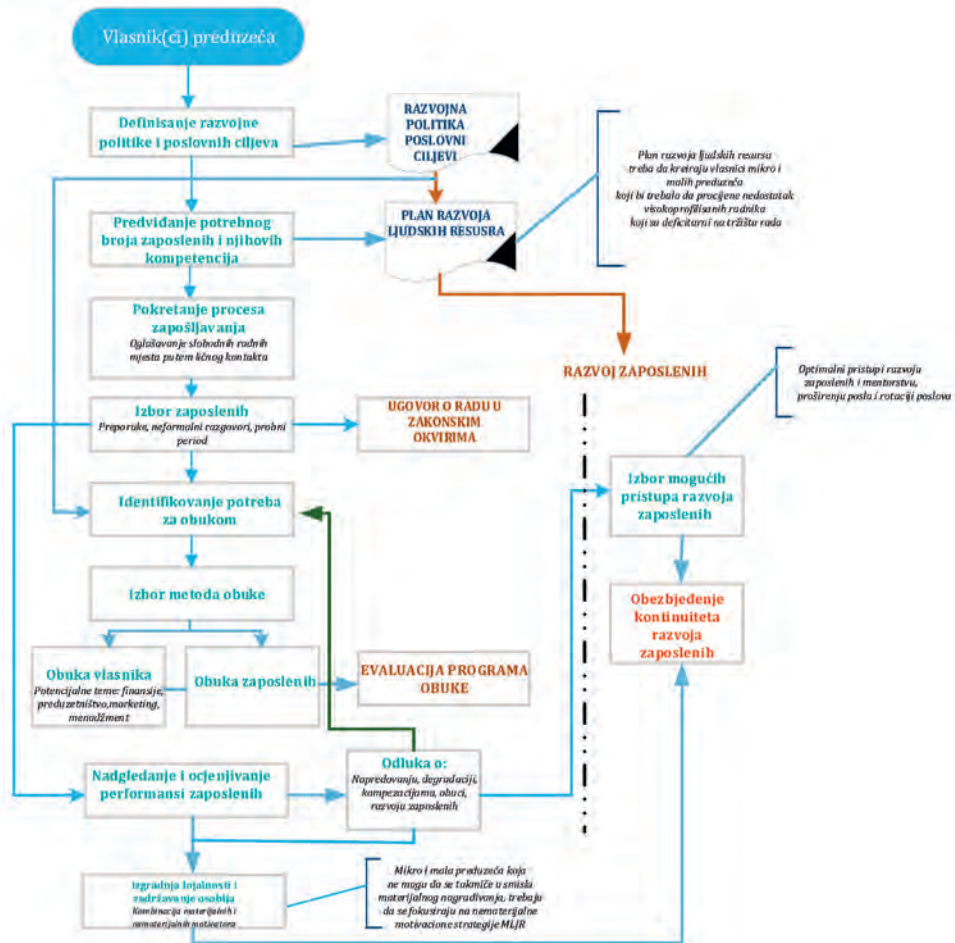 Vlasnik(ci) preduzeća
Definisanje razvojne
politike i poslovnih ciljeva
RAZVOJNA
POLITIKA
POSLOVNI
CILJEVI
Plan razvoja ljudskih resursa
treba da kreiraju vlasnici mikro i
malih preduzeća
koji bi trebalo da procijene nedostatak
visokoprofilisanih radnika
koji su deficitarni na tržištu rada
Predviđanje potrebnog
broja zaposlenih i njihovih
kompetencija
PLAN RAZVOJA
LJUDSKIH RESUSRA
Pokretanje procesa
zapošljavanja
Oglašavanje slobodnih radnih
mjesta putem ličnog kontakta
RAZVOJ ZAPOSLENIH
Optimalni pristupi razvoju
zaposlenih i mentorstvu,
proširenju posla i rotaciji poslova
Izbor zaposlenih
Preporuke, neformalni razgovori, probni
period
UGOVOR O RADU U
ZAKONSKIM
OKVIRIMA
Identifikovanje potreba
za obukom
Izbor mogućih
pristupa razvoja
zaposlenih
Izbor metoda obuke
Obezbjeđenje
kontinuiteta
razvoja
zaposlenih
Obuka vlasnika
Potencijalne teme: finansije,
preduzetništvo,marketing,
menadžment
Obuka zaposlenih
EVALUACIJA PROGRAMA
OBUKE
Nadgledanje i ocjenjivanje
performansi zaposlenih
Odluka o:
Napredovanju, degradaciji,
kompezacijama, obuci,
razvoju zaposlenih
Izgradnja lojalnosti i
zadržavanje osoblja
Kombinacija materijalnih i
nematerijalnih motivatora
Mikro i mala preduzeća koja
ne mogu da se takmiče u smislu
materijalnog nagrađivanja, trebaju
da se fokusiraju na nematerijalne
motivacione strategije MLJR